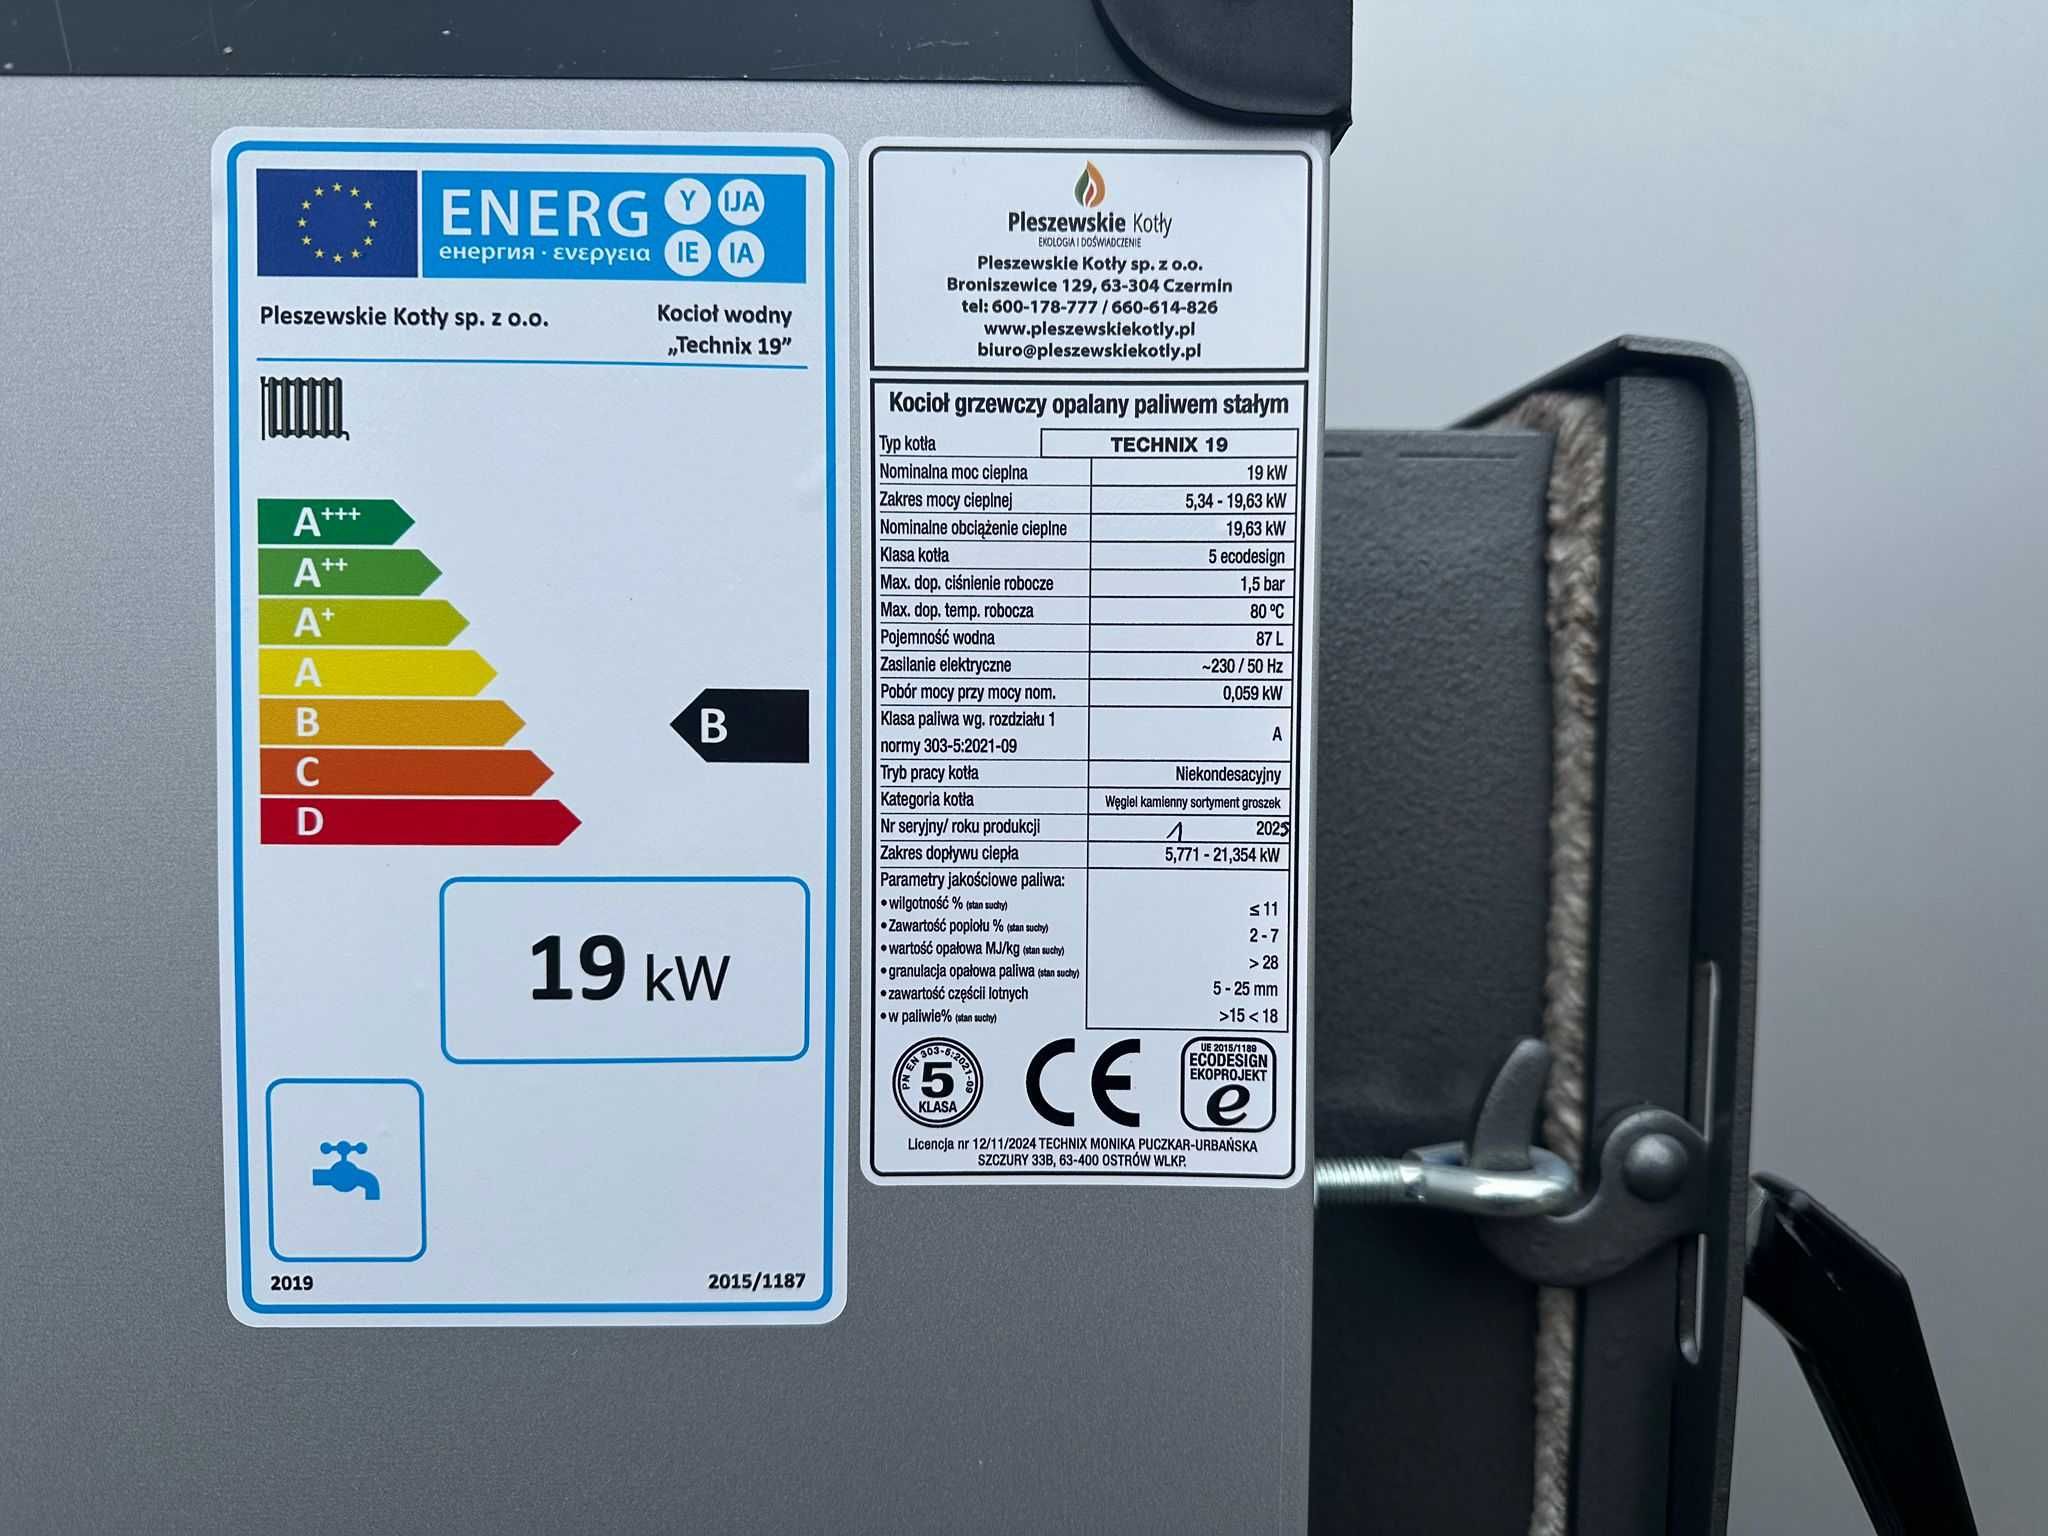 ENERG
енергия · ενεργεια
Y IJA
IE IA
Pleszewskie Kotły sp. z o.o.
Kocioł wodny
„Technix 19”
A+++
A++
A+
A
B
C
D
B
19 kW
2019
2015/1187
Pleszewskie Kotły
EKOLOGIA I DOŚWIADCZENIE
Pleszewskie Kotły sp. z o.o.
Broniszewice 129, 63-304 Czermin
tel: 600-178-777 / 660-614-826
www.pleszewskiekotly.pl
biuro@pleszewskiekotly.pl
Kocioł grzewczy opalany paliwem stałym
Typ kotła TECHNIX 19
Nominalna moc cieplna 19 kW
Zakres mocy cieplnej 5,34 - 19,63 kW
Nominalne obciążenie cieplne 19,63 kW
Klasa kotła 5 ecodesign
Max. dop. ciśnienie robocze 1,5 bar
Max. dop. temp. robocza 80 ºC
Pojemność wodna 87 L
Zasilanie elektryczne ~230 / 50 Hz
Pobór mocy przy mocy nom. 0,059 kW
Klasa paliwa wg. rozdziału 1
normy 303-5:2021-09 A
Tryb pracy kotła Niekondesacyjny
Kategoria kotła Węgiel kamienny sortyment groszek
Nr seryjny/ roku produkcji 1 2025
Zakres dopływu ciepła 5,771 - 21,354 kW
Parametry jakościowe paliwa:
• wilgotność % (stan suchy) ≤ 11
• Zawartość popiołu % (stan suchy) 2 - 7
• wartość opałowa MJ/kg (stan suchy) > 28
• granulacja opałowa paliwa (stan suchy) 5 - 25 mm
• zawartość częścii lotnych
• w paliwie% (stan suchy) >15 < 18
PN EN 303-5:2021-09
5
KLASA
CE
UE 2015/1189
ECODESIGN
EKOPROJEKT
e
Licencja nr 12/11/2024 TECHNIX MONIKA PUCZKAR-URBAŃSKA
SZCZURY 33B, 63-400 OSTRÓW WLKP.